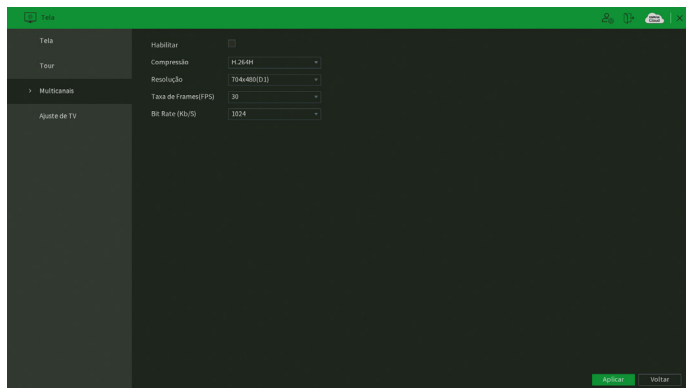 Tela
Tela
Tour
Multicanais
Ajuste de TV
Habilitar
Compressão H.264H
Resolução 704x480(D1)
Taxa de Frames(FPS) 30
Bit Rate (Kb/S) 1024
Aplicar Voltar